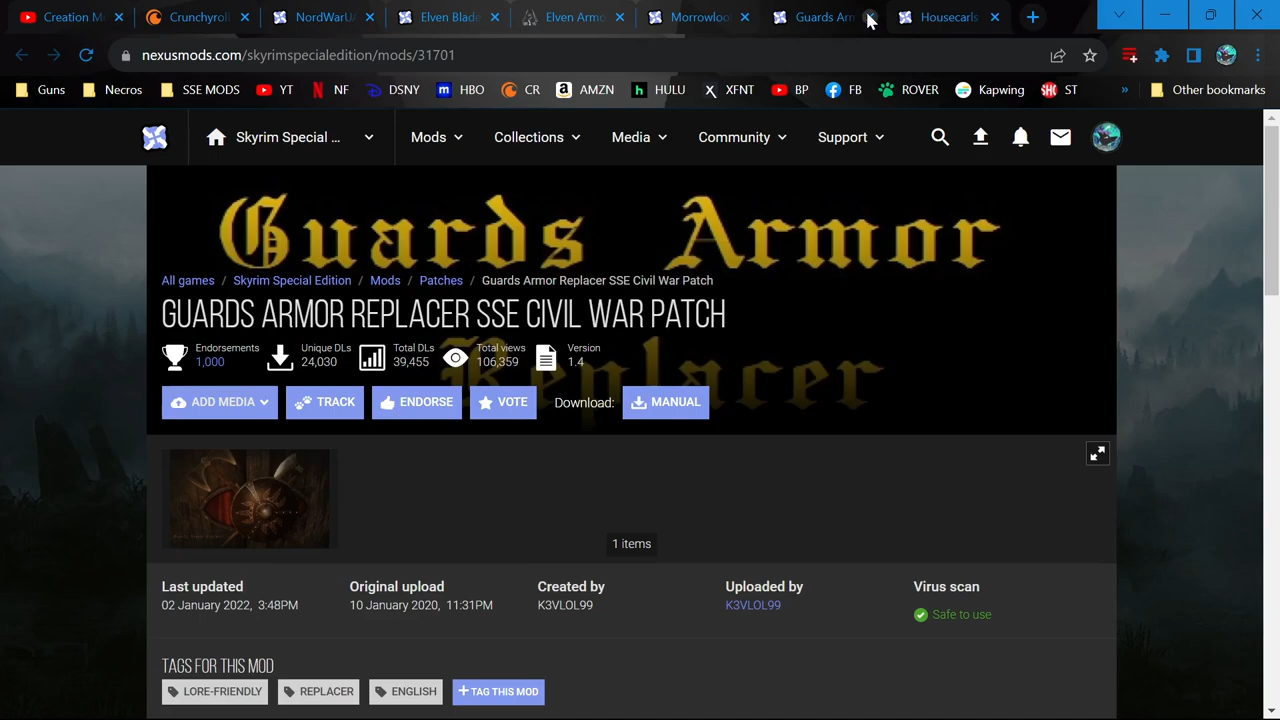 Creation M
Crunchyroll
NordWarUA
Elven Blade
Elven Armo
Morrowloo
Guards Arm
Housecarls
nexusmods.com/skyrimspecialedition/mods/31701
Guns
Necros
SSE MODS
YT
NF
DSNY
HBO
CR
AMZN
HULU
XFNT
BP
FB
ROVER
Kapwing
ST
»
Other bookmarks
Skyrim Special ...
Mods
Collections
Media
Community
Support
Guards Armor
Replacer
All games / Skyrim Special Edition / Mods / Patches / Guards Armor Replacer SSE Civil War Patch
GUARDS ARMOR REPLACER SSE CIVIL WAR PATCH
Endorsements
1,000
Unique DLs
24,030
Total DLs
39,455
Total views
106,359
Version
1.4
ADD MEDIA
TRACK
ENDORSE
VOTE
Download:
MANUAL
1 items
Last updated
02 January 2022, 3:48PM
Original upload
10 January 2020, 11:31PM
Created by
K3VLOL99
Uploaded by
K3VLOL99
Virus scan
Safe to use
TAGS FOR THIS MOD
LORE-FRIENDLY
REPLACER
ENGLISH
+ TAG THIS MOD